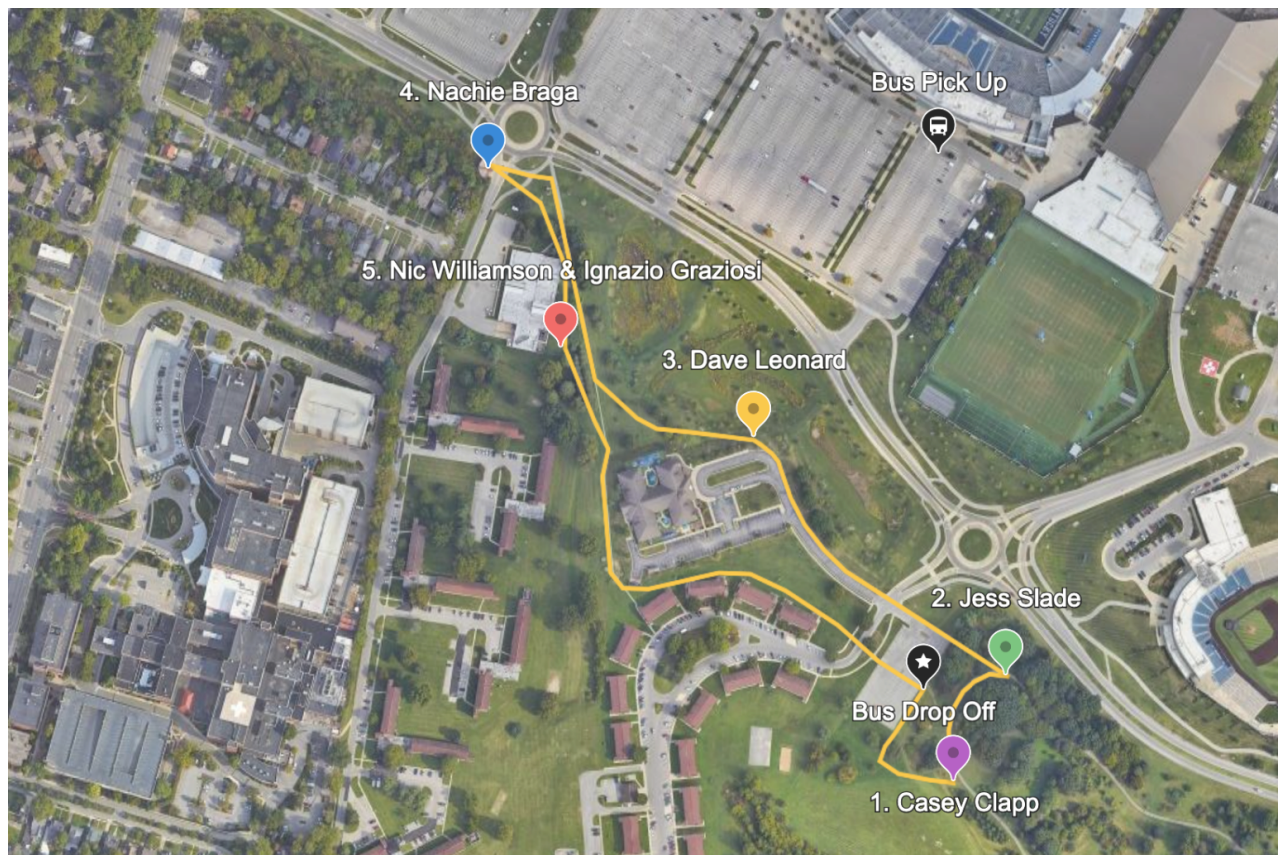 Bus Pick Up
4. Nachie Braga
5. Nic Williamson & Ignazio Graziosi
3. Dave Leonard
2. Jess Slade
Bus Drop Off
1. Casey Clapp